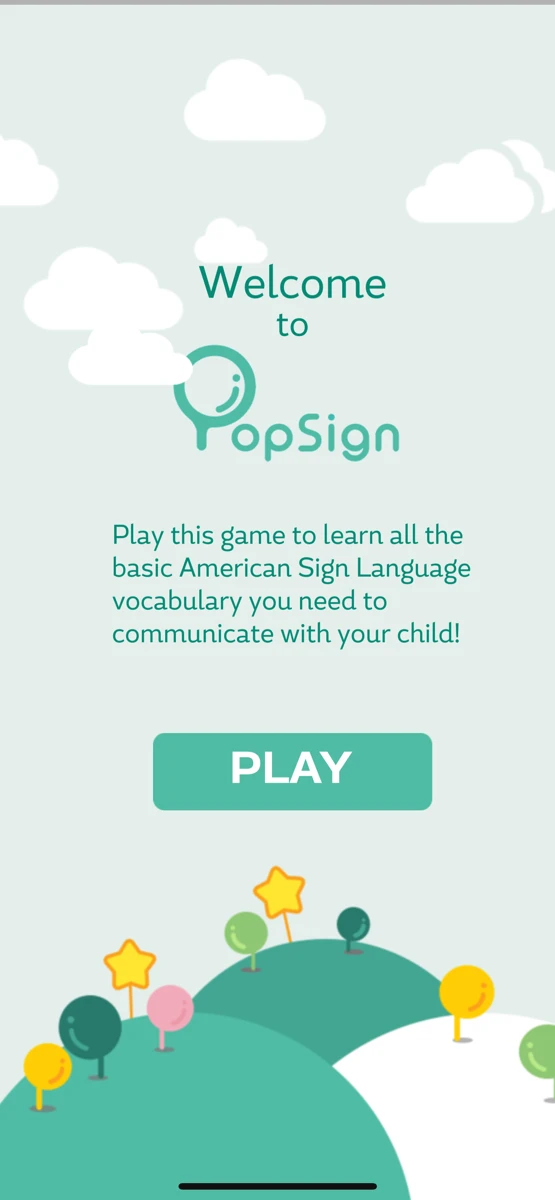 Welcome
to
PopSign
Play this game to learn all the
basic American Sign Language
vocabulary you need to
communicate with your child!
PLAY